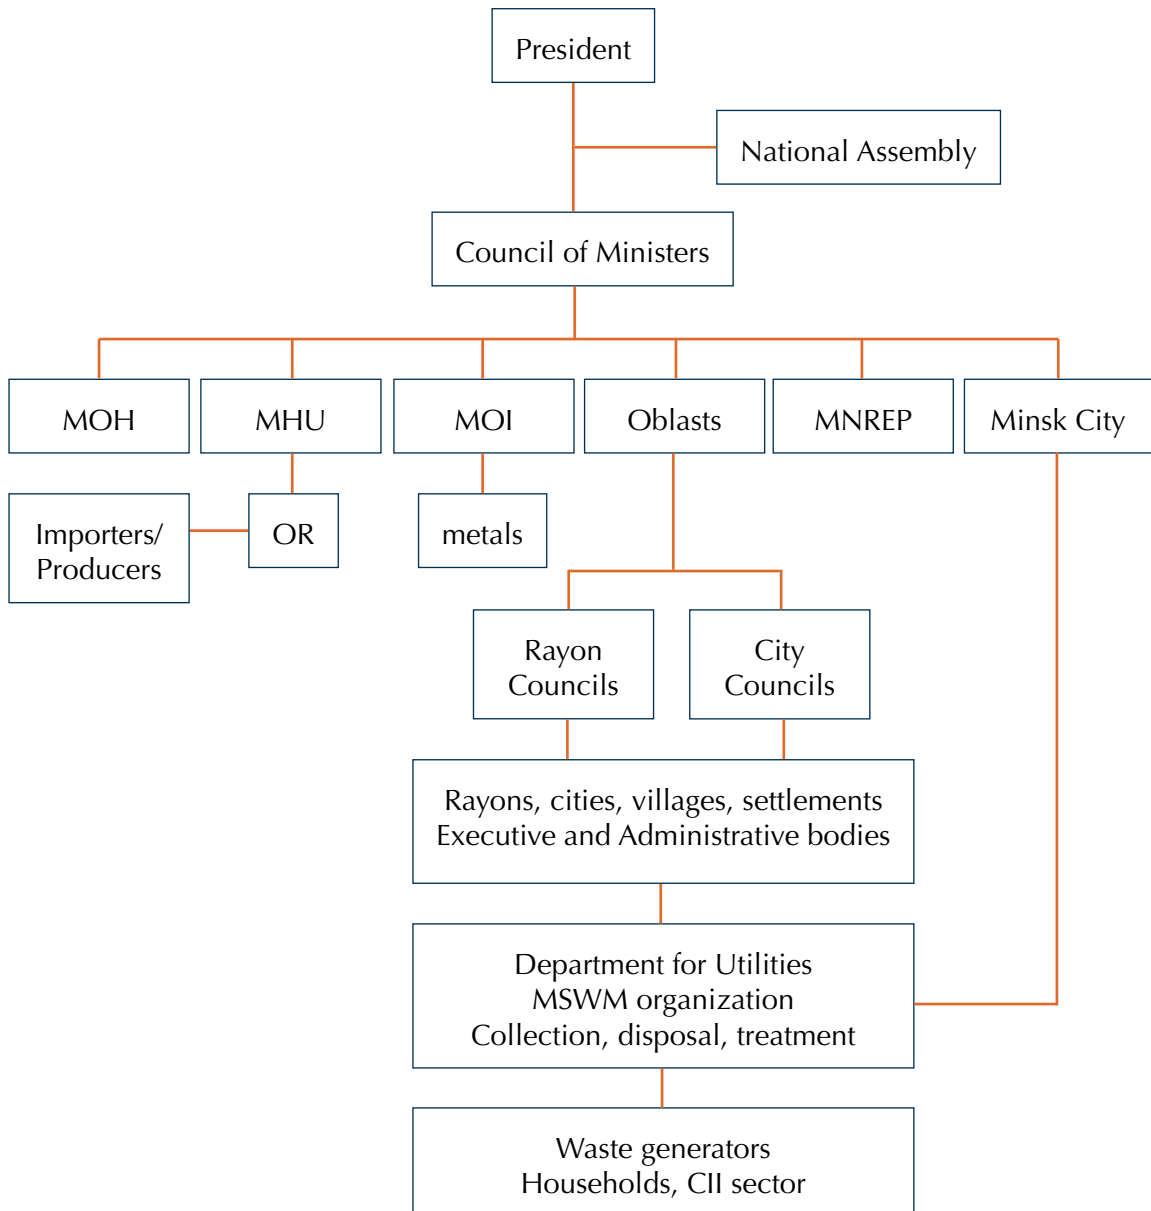 President
National Assembly
Council of Ministers
MOH
MHU
MOI
Oblasts
MNREP
Minsk City
Importers/
Producers
OR
metals
Rayon
Councils
City
Councils
Rayons, cities, villages, settlements
Executive and Administrative bodies
Department for Utilities
MSWM organization
Collection, disposal, treatment
Waste generators
Households, CII sector